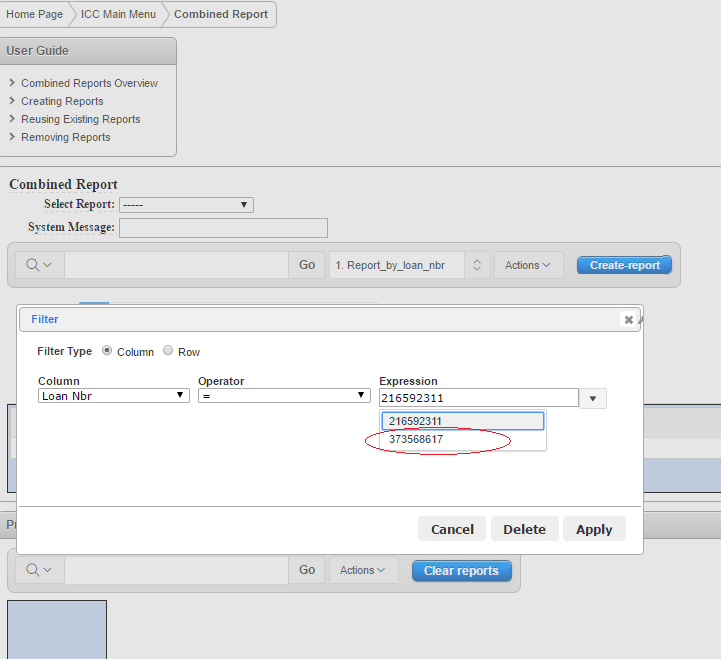 Home Page ICC Main Menu Combined Report
User Guide
Combined Reports Overview
Creating Reports
Reusing Existing Reports
Removing Reports
Combined Report
Select Report: -----
System Message:
Go 1. Report_by_loan_nbr Actions Create-report
Filter
Filter Type Column Row
Column Operator Expression
Loan Nbr = 216592311
216592311
373568617
Cancel Delete Apply
Go Actions Clear reports